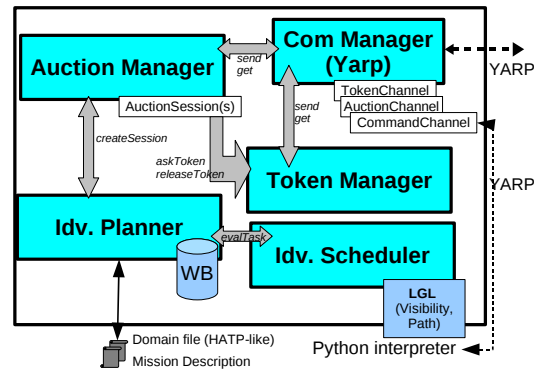 Auction Manager
Com Manager
(Yarp)
send
get
YARP
TokenChannel
AuctionChannel
CommandChannel
AuctionSession(s)
createSession
send
get
askToken
releaseToken
Token Manager
YARP
Idv. Planner
evalTask
Idv. Scheduler
WB
LGL
(Visibility,
Path)
Domain file (HATP-like)
Mission Description
Python interpreter